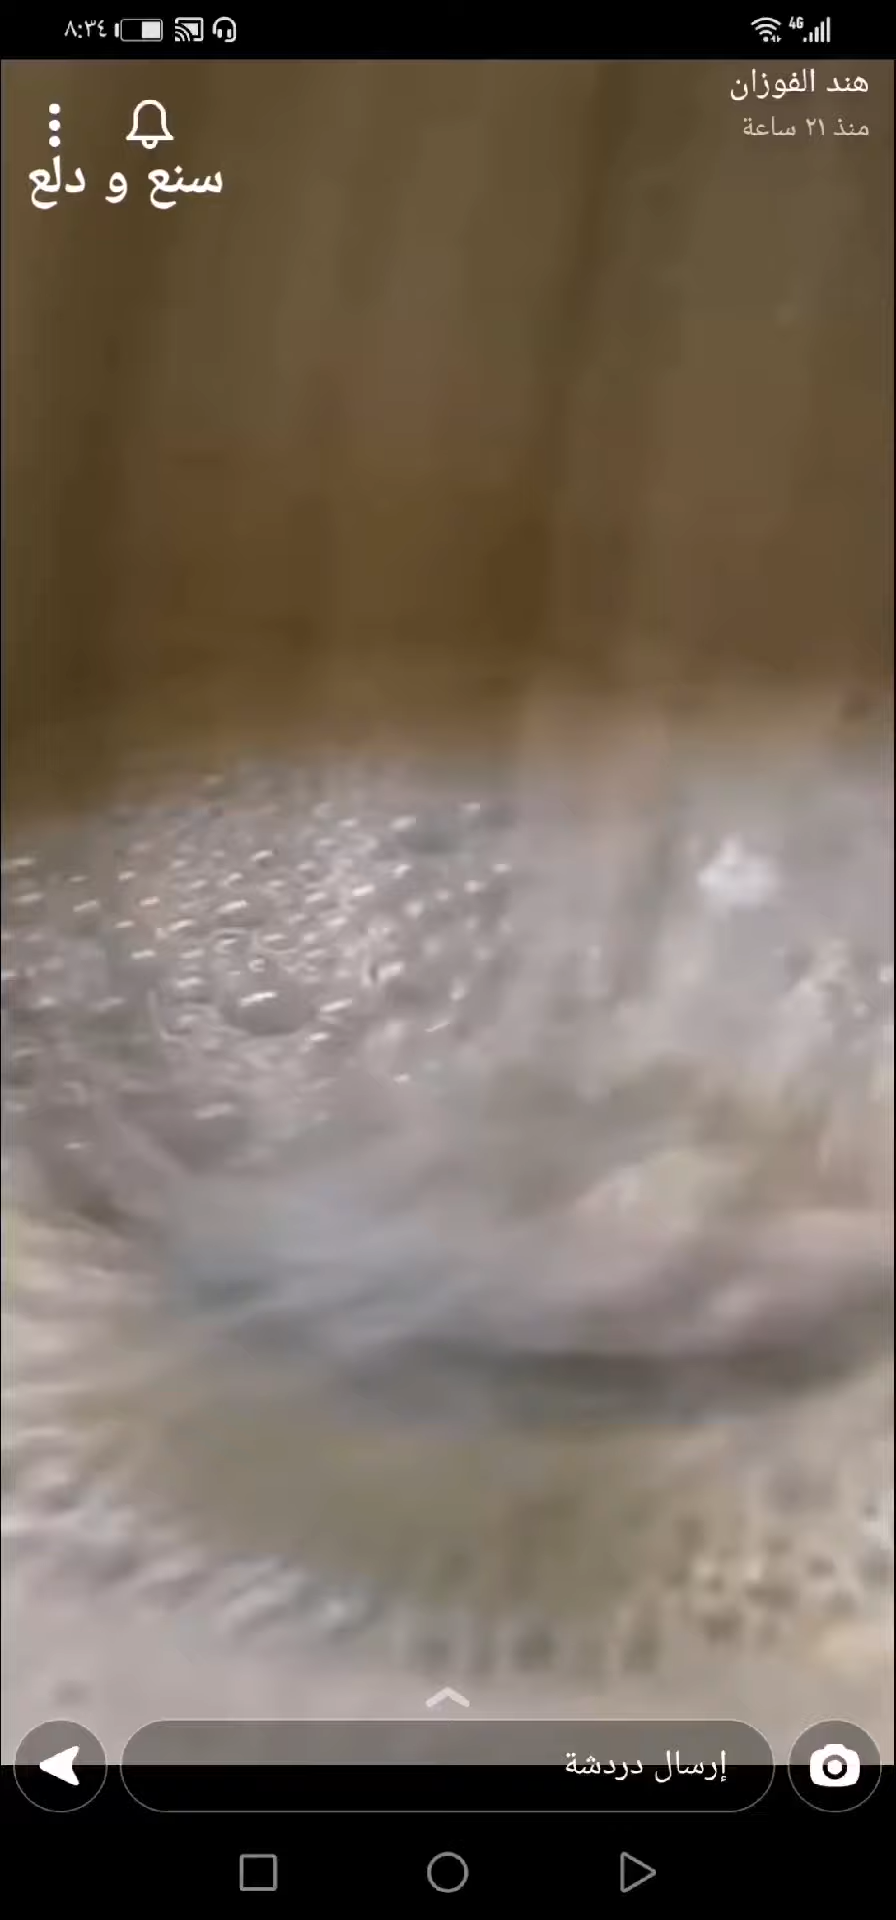 ٨:٣٤
4G
هند الفوزان
منذ ٢١ ساعة
سنع و دلع
إرسال دردشة